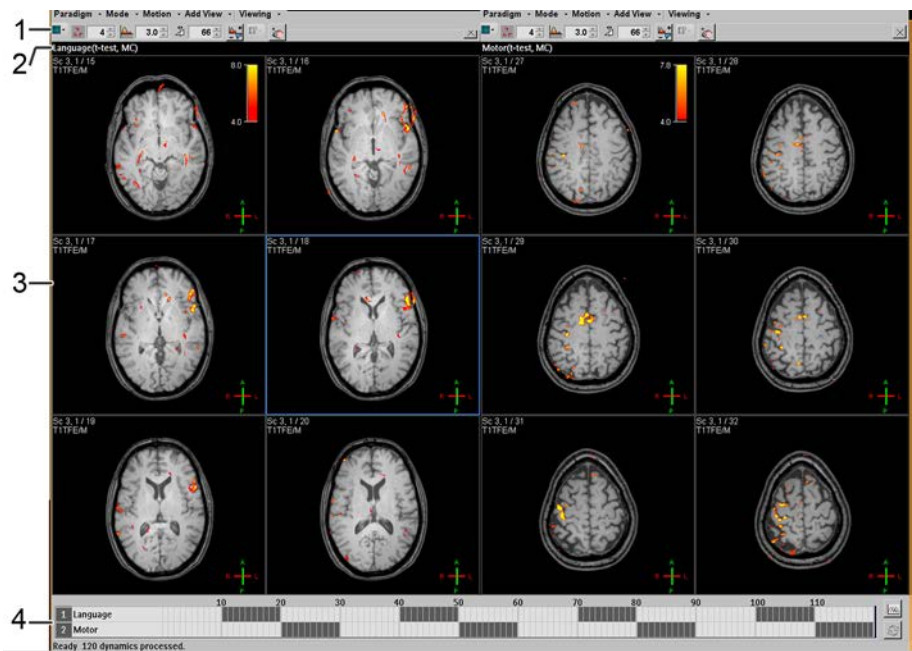 Paradigm Mode Motion Add View Viewing Paradigm Mode Motion Add View Viewing
1 4 3.0 66 4 3.0 66
2 Language(t-test, MC) Motor(t-test, MC)
Sc 3, 1 / 15 Sc 3, 1 / 16 Sc 3, 1 / 27 Sc 3, 1 / 28
T1TFE/M 8.0 T1TFE/M T1TFE/M 7.0 T1TFE/M
4.0 4.0
A A A A
R L R L R L R L
P P P P
Sc 3, 1 / 17 Sc 3, 1 / 18 Sc 3, 1 / 29 Sc 3, 1 / 30
T1TFE/M T1TFE/M T1TFE/M T1TFE/M
3
A A A A
R L R L R L R L
P P P P
Sc 3, 1 / 19 Sc 3, 1 / 20 Sc 3, 1 / 31 Sc 3, 1 / 32
T1TFE/M T1TFE/M T1TFE/M T1TFE/M
A A A A
R L R L R L R L
P P P P
10 20 30 40 50 60 70 80 90 100 110
1 Language
4
2 Motor
Ready 120 dynamics processed.